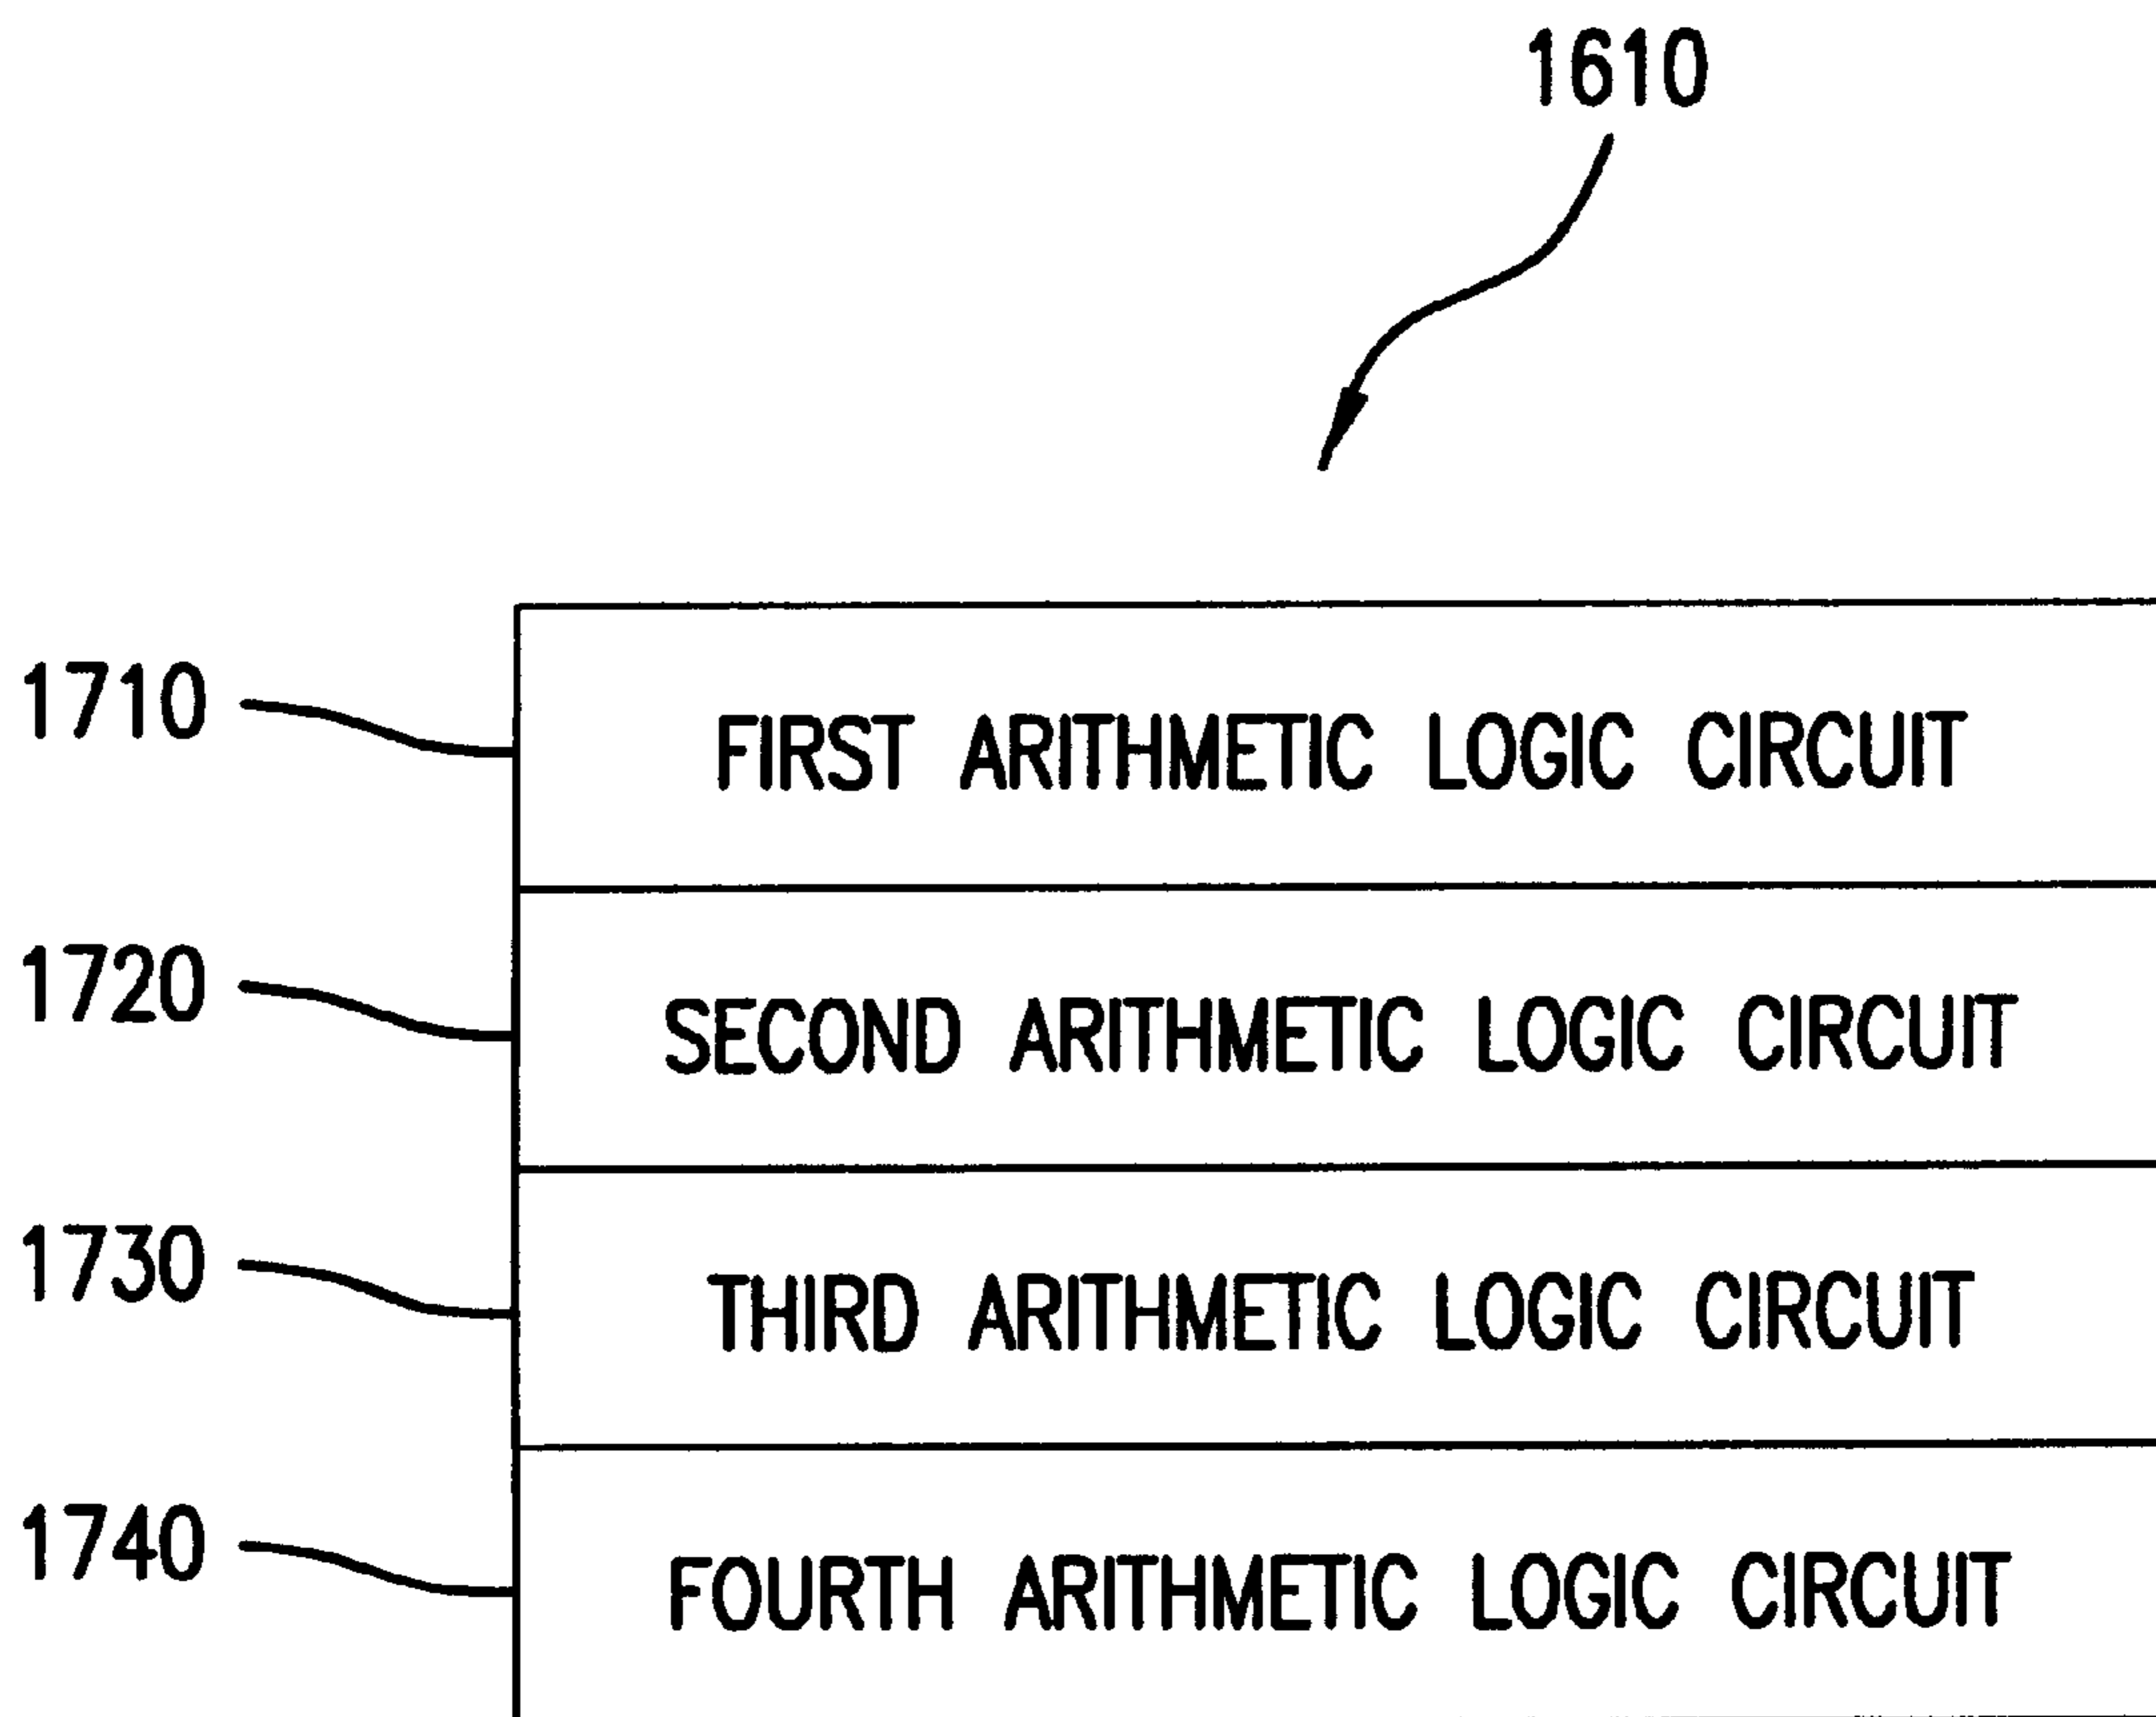 1610
1710
FIRST ARITHMETIC LOGIC CIRCUIT
1720
SECOND ARITHMETIC LOGIC CIRCUIT
1730
THIRD ARITHMETIC LOGIC CIRCUIT
1740
FOURTH ARITHMETIC LOGIC CIRCUIT